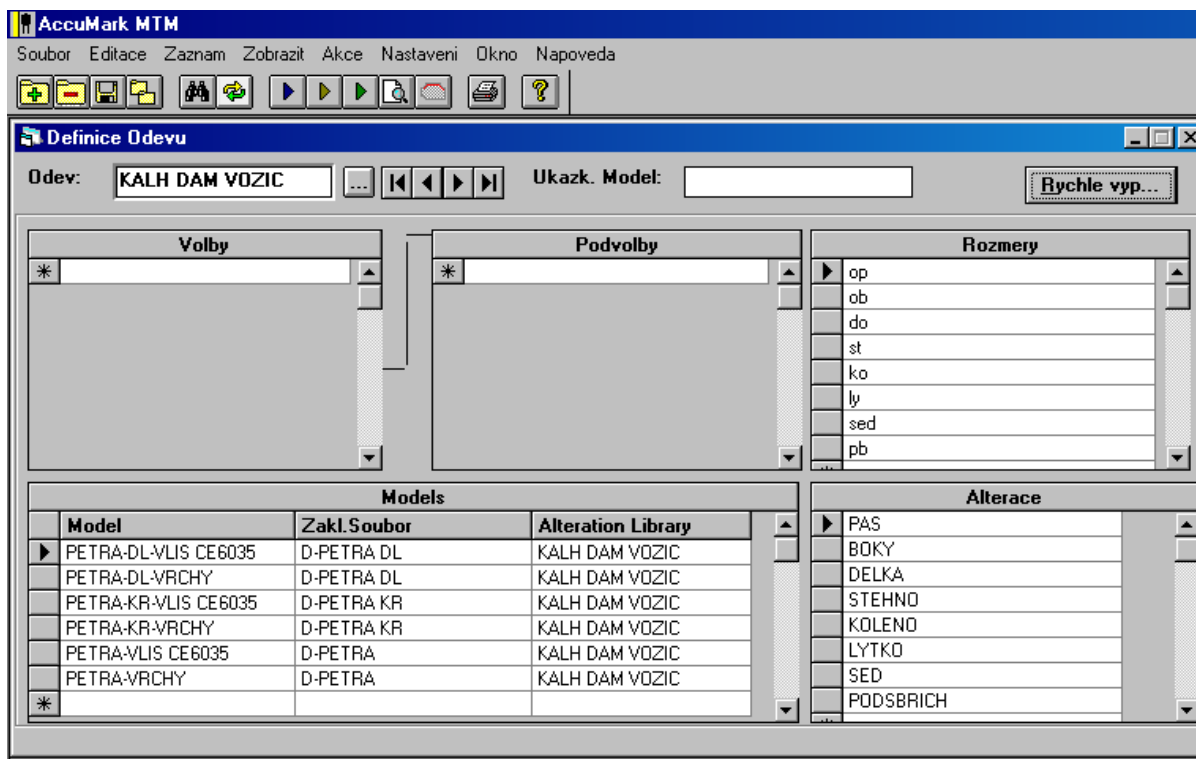 AccuMark MTM
Soubor Editace Zaznam Zobrazit Akce Nastaveni Okno Napoveda
Definice Odevu
Odev: KALH DAM VOZIC ... Ukazk. Model: Rychle vyp...
Volby Podvolby Rozmery
op
ob
do
st
ko
ly
sed
pb
Models
Model Zakl.Soubor Alteration Library
PETRA-DL-VLIS CE6035 D-PETRA DL KALH DAM VOZIC
PETRA-DL-VRCHY D-PETRA DL KALH DAM VOZIC
PETRA-KR-VLIS CE6035 D-PETRA KR KALH DAM VOZIC
PETRA-KR-VRCHY D-PETRA KR KALH DAM VOZIC
PETRA-VLIS CE6035 D-PETRA KALH DAM VOZIC
PETRA-VRCHY D-PETRA KALH DAM VOZIC
Alterace
PAS
BOKY
DELKA
STEHNO
KOLENO
LYTKO
SED
PODSBRICH